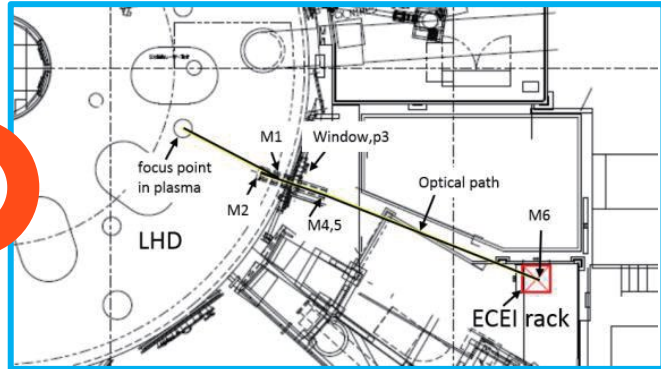 M1
Window,p3
focus point
in plasma
Optical path
M2
M4,5
M6
LHD
ECEI rack